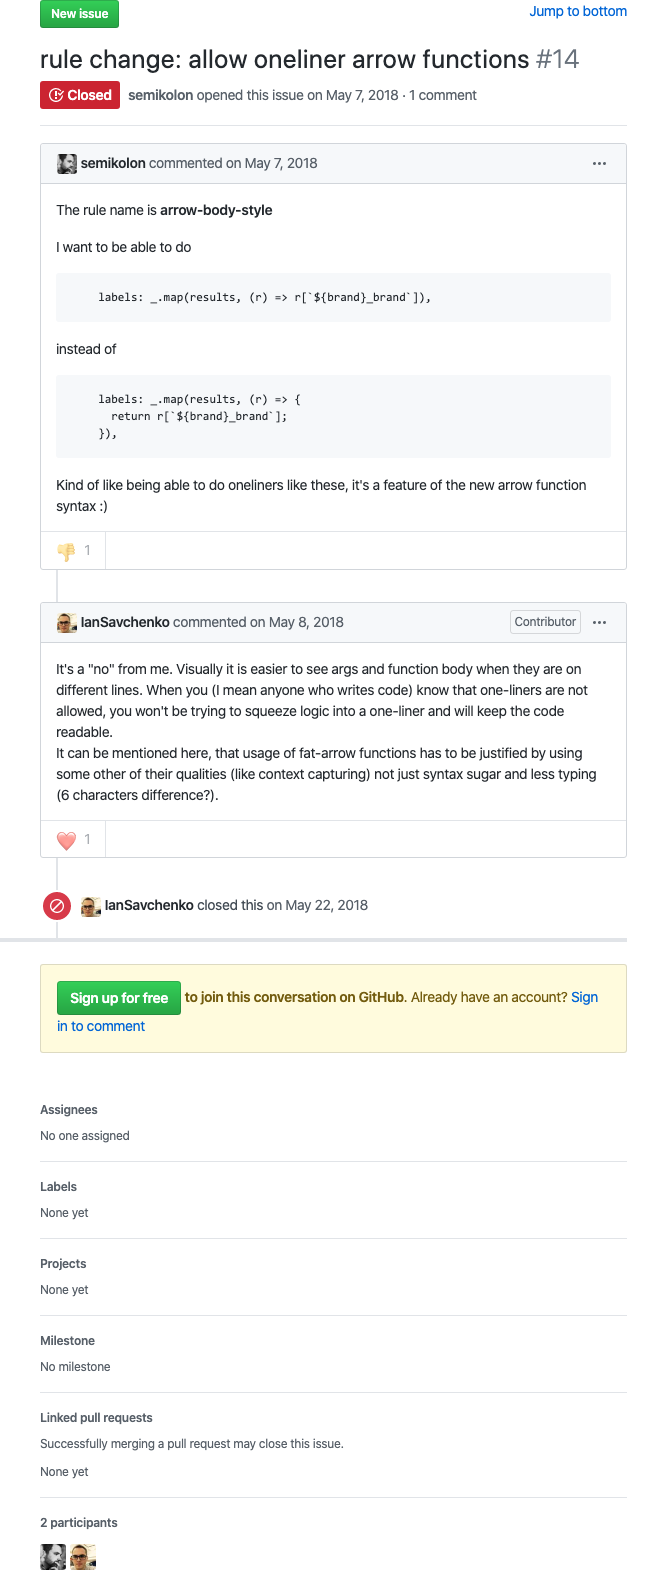 New issue
Jump to bottom
rule change: allow oneliner arrow functions #14
Closed semikolon opened this issue on May 7, 2018 · 1 comment
semikolon commented on May 7, 2018
The rule name is arrow-body-style
I want to be able to do
labels: _.map(results, (r) => r[`${brand}_brand`]),
instead of
labels: _.map(results, (r) => {
  return r[`${brand}_brand`];
}),
Kind of like being able to do oneliners like these, it's a feature of the new arrow function
syntax :)
1
IanSavchenko commented on May 8, 2018 Contributor
It's a "no" from me. Visually it is easier to see args and function body when they are on
different lines. When you (I mean anyone who writes code) know that one-liners are not
allowed, you won't be trying to squeeze logic into a one-liner and will keep the code
readable.
It can be mentioned here, that usage of fat-arrow functions has to be justified by using
some other of their qualities (like context capturing) not just syntax sugar and less typing
(6 characters difference?).
1
IanSavchenko closed this on May 22, 2018
Sign up for free to join this conversation on GitHub. Already have an account? Sign
in to comment
Assignees
No one assigned
Labels
None yet
Projects
None yet
Milestone
No milestone
Linked pull requests
Successfully merging a pull request may close this issue.
None yet
2 participants